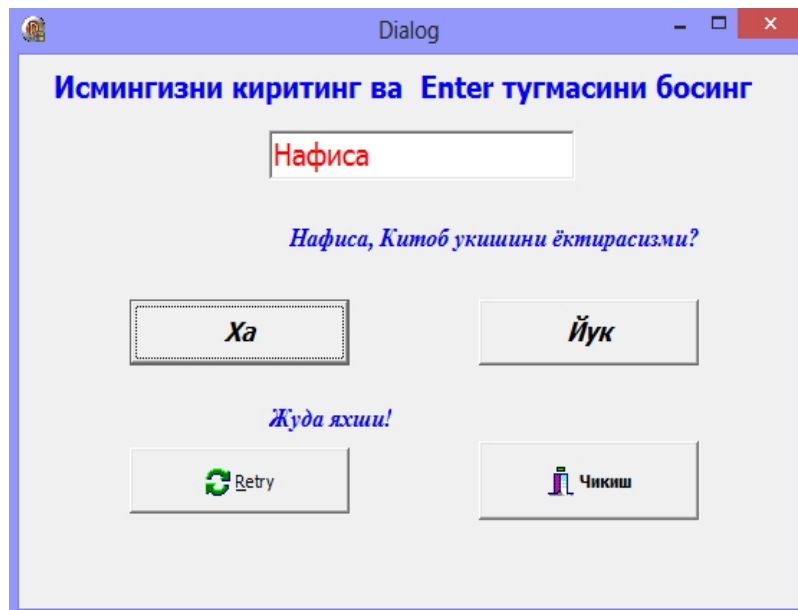 Dialog
Исмингизни киритинг ва Enter тугмасини босинг
Нафиса
Нафиса, Китоб укишини ёктирасизми?
Ха
Йук
Жуда яхши!
Retry
Чикиш